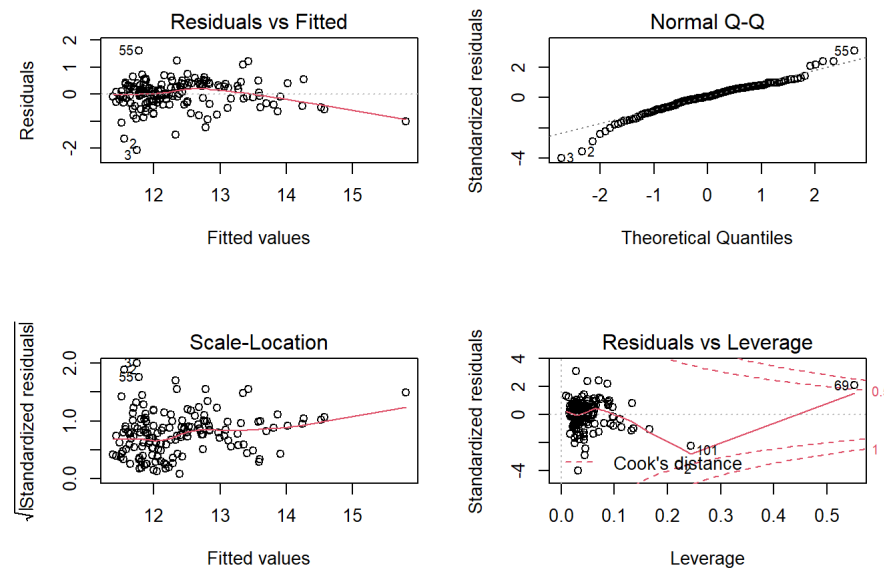 Residuals vs Fitted
Residuals
2
1
0
-2
55
2
3
12 13 14 15
Fitted values
Normal Q-Q
Standardized residuals
2
0
-4
55
2
3
-2 -1 0 1 2
Theoretical Quantiles
Scale-Location
√|Standardized residuals|
2.0
1.0
0.0
3
2
55
12 13 14 15
Fitted values
Residuals vs Leverage
Standardized residuals
4
2
0
-4
69
0.
1
101
2
Cook's distance
0.0 0.1 0.2 0.3 0.4 0.5
Leverage